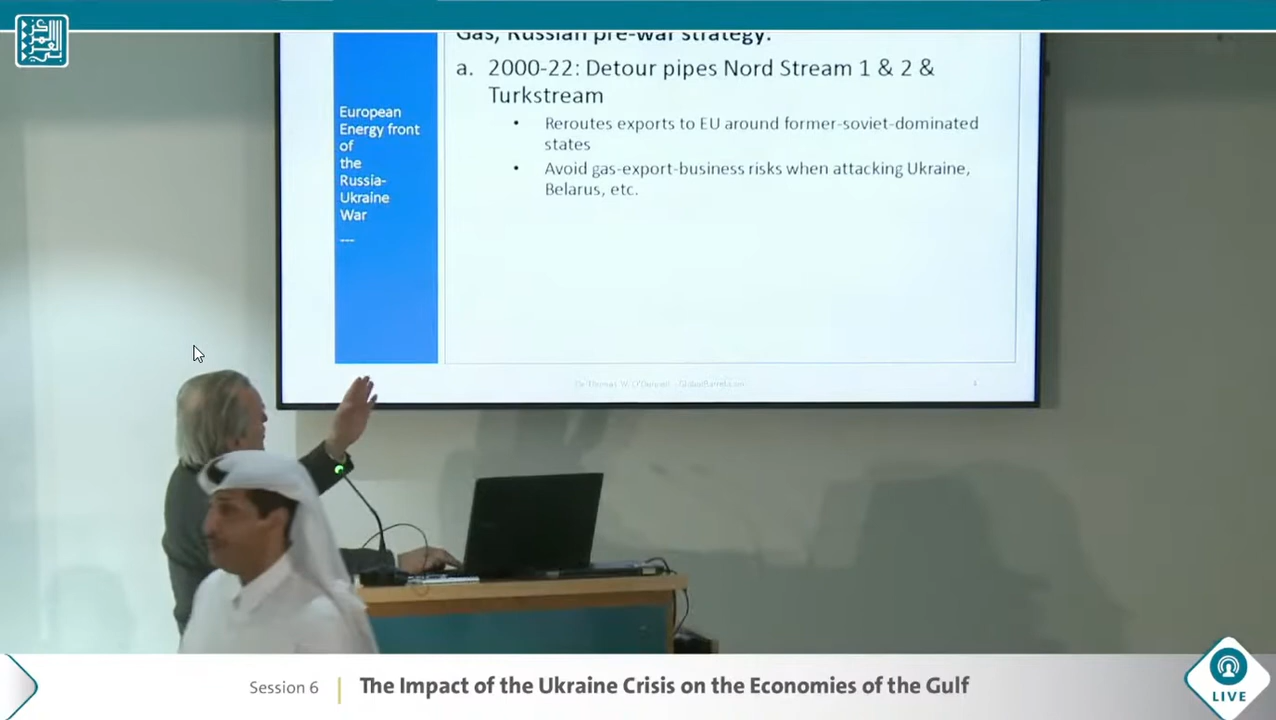 Gas, Russian pre-war strategy.
a. 2000-22: Detour pipes Nord Stream 1 & 2 &
Turkstream
• Reroutes exports to EU around former-soviet-dominated
states
• Avoid gas-export-business risks when attacking Ukraine,
Belarus, etc.
European
Energy front
of
the
Russia-
Ukraine
War
---
Session 6
The Impact of the Ukraine Crisis on the Economies of the Gulf
LIVE